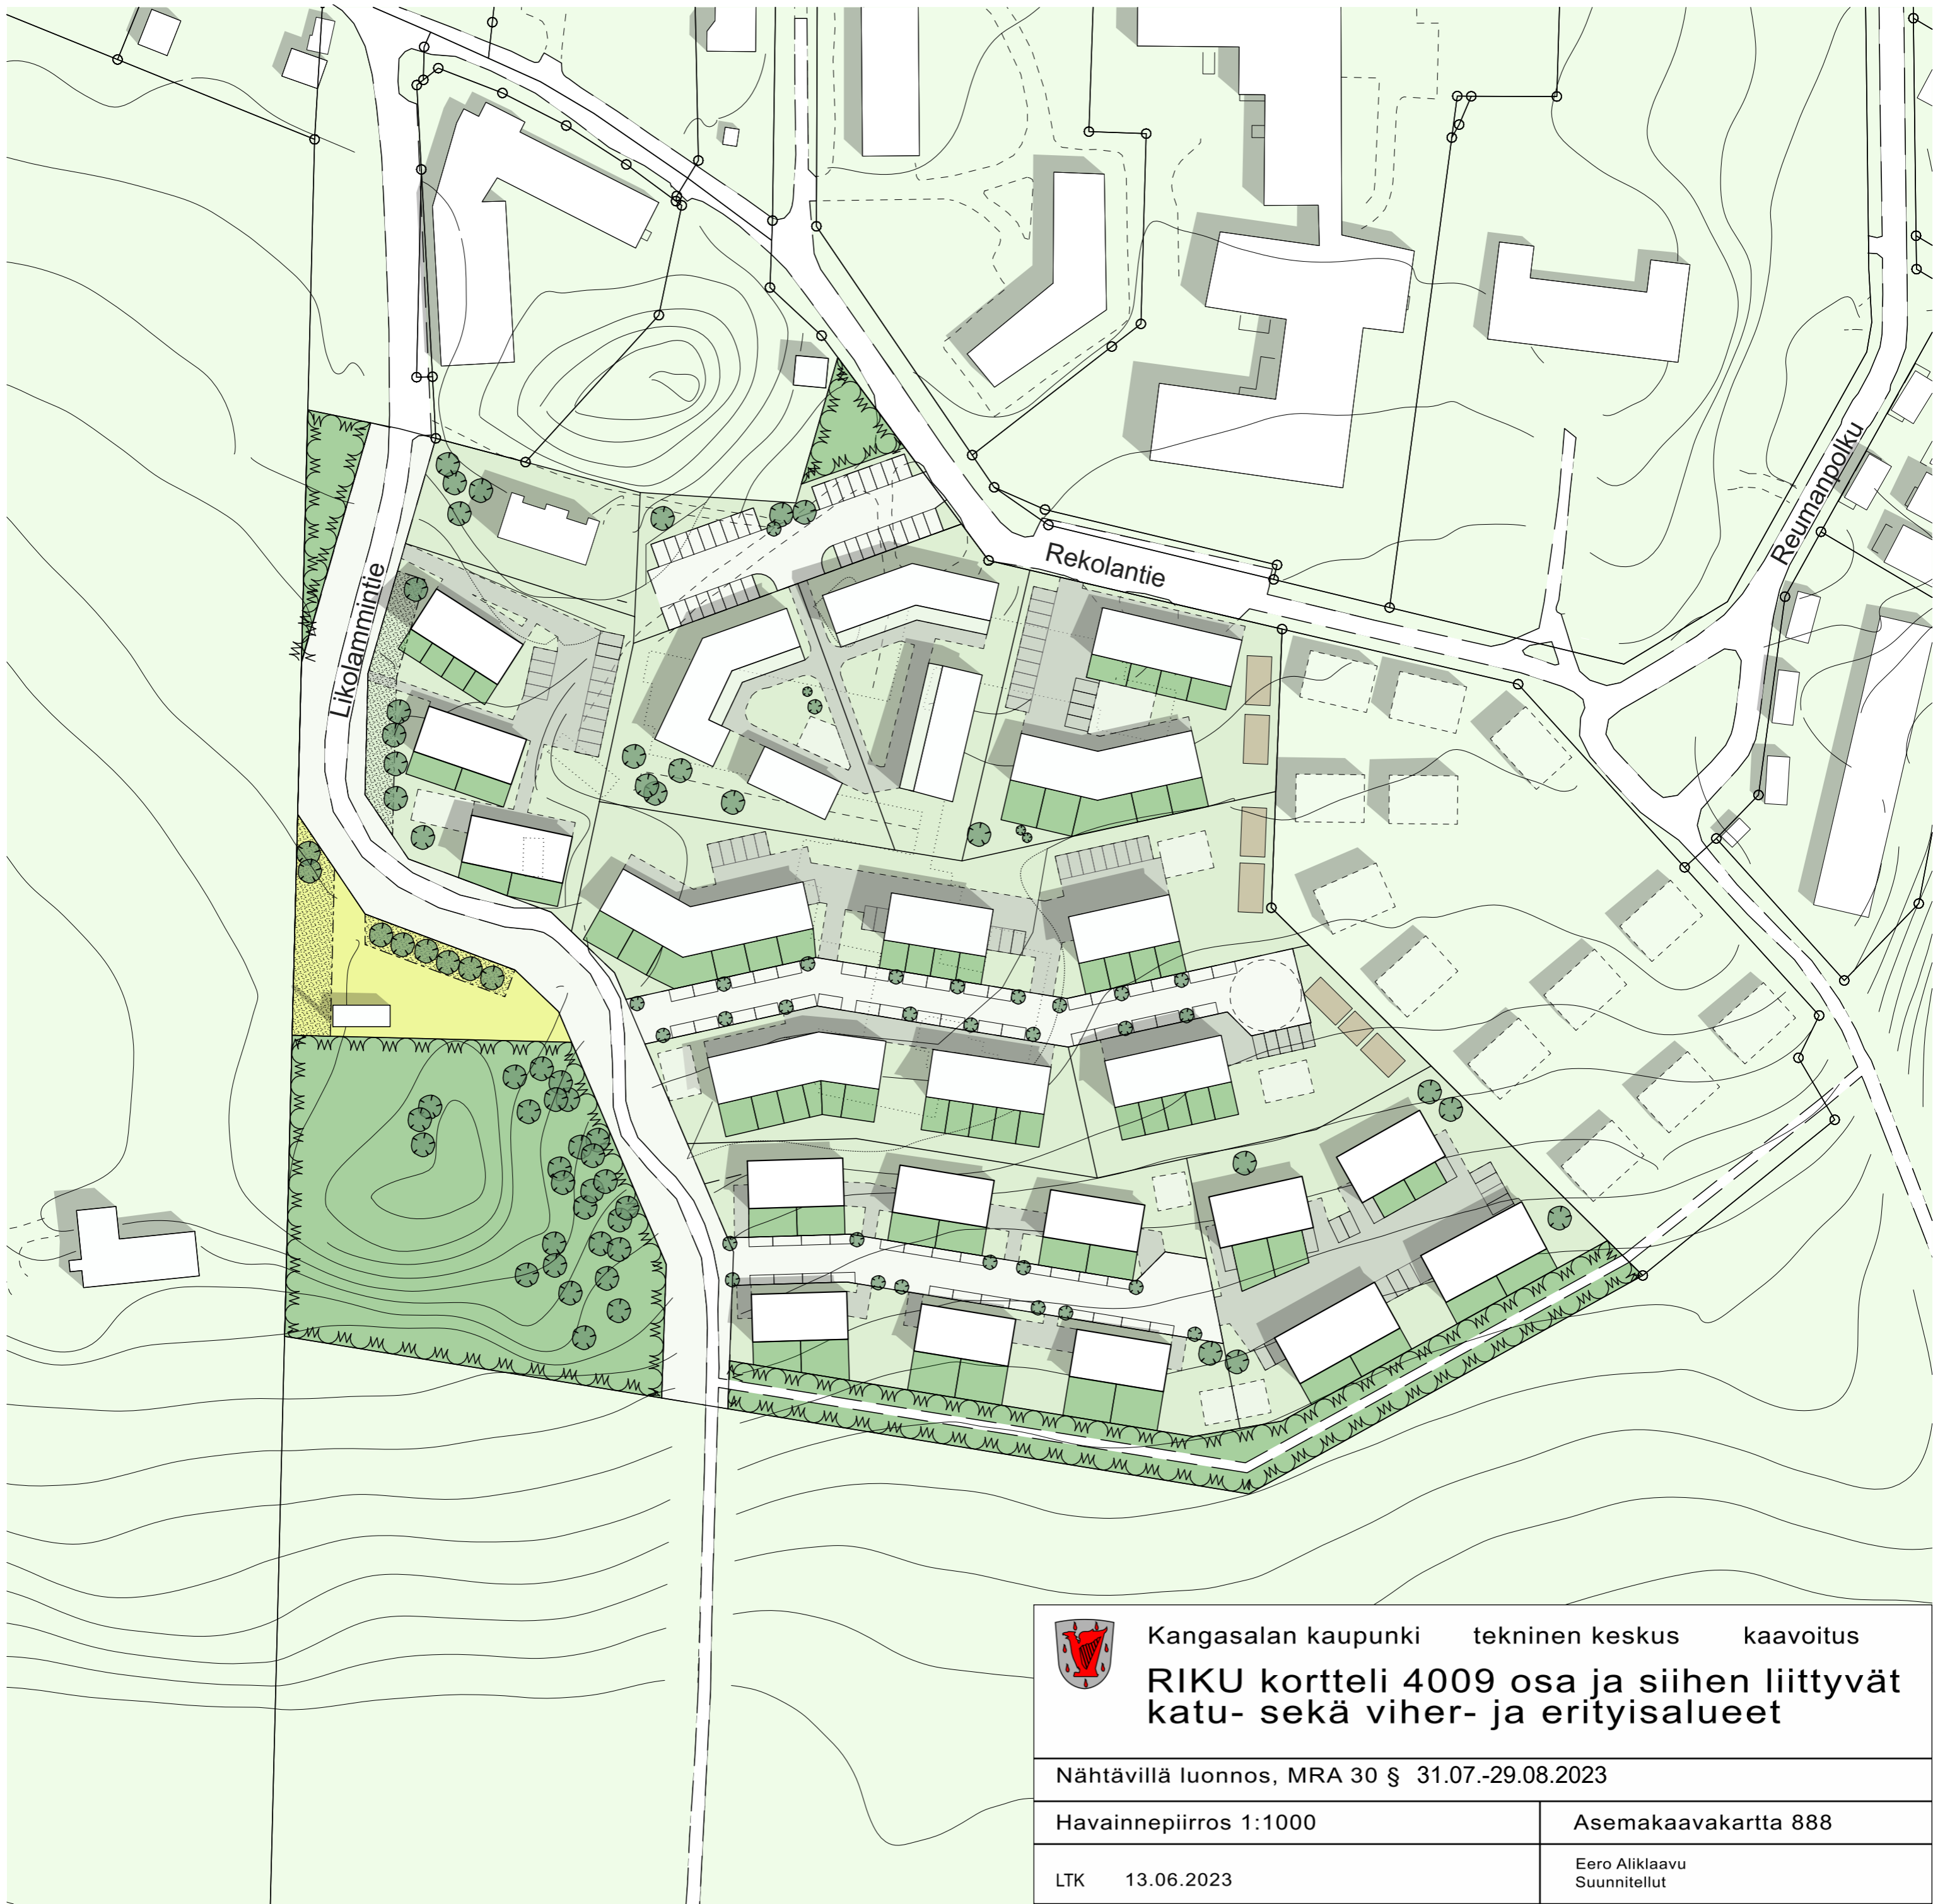 Reumanpolku
Rekolantie
Likolammintie
Kangasalan kaupunki tekninen keskus kaavoitus
RIKU kortteli 4009 osa ja siihen liittyvät
katu- sekä viher- ja erityisalueet
Nähtävillä luonnos, MRA 30 § 31.07.-29.08.2023
Havainnepiirros 1:1000
Asemakaavakartta 888
LTK 13.06.2023
Eero Aliklaavu
Suunnitellut